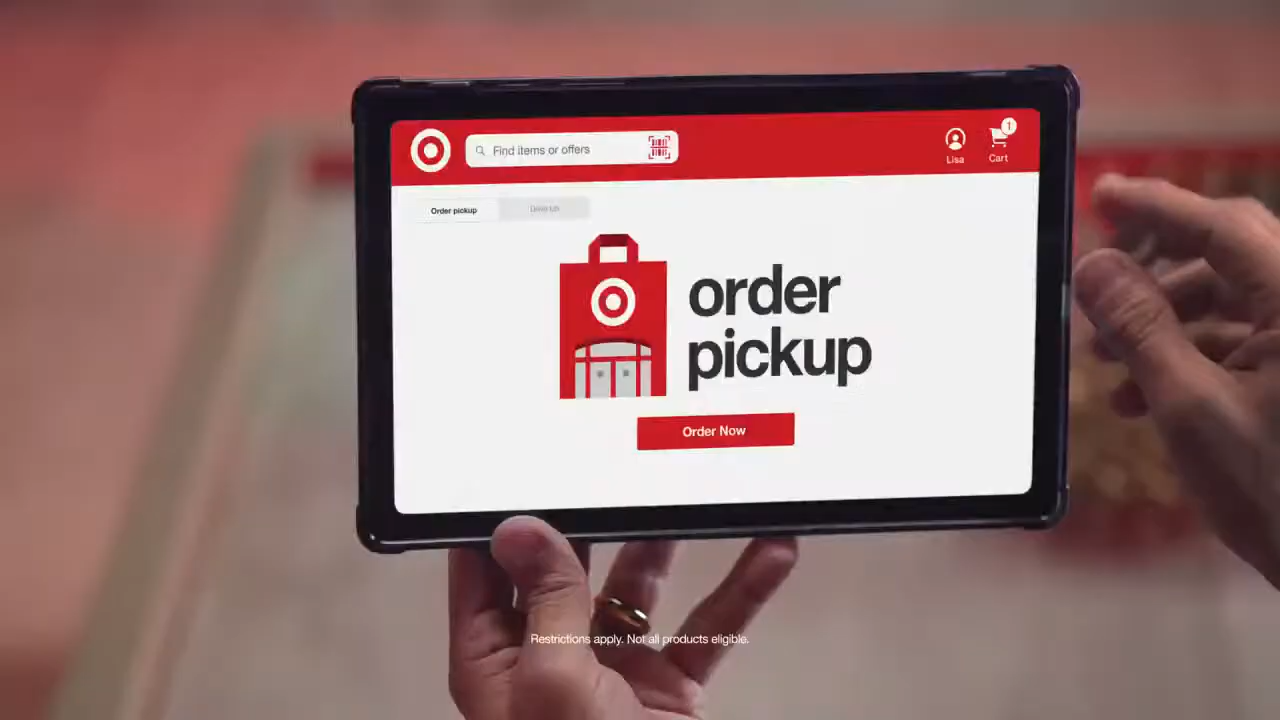 Find items or offers
1
Lisa
Cart
Order pickup
order
pickup
Order Now
Restrictions apply. Not all products eligible.